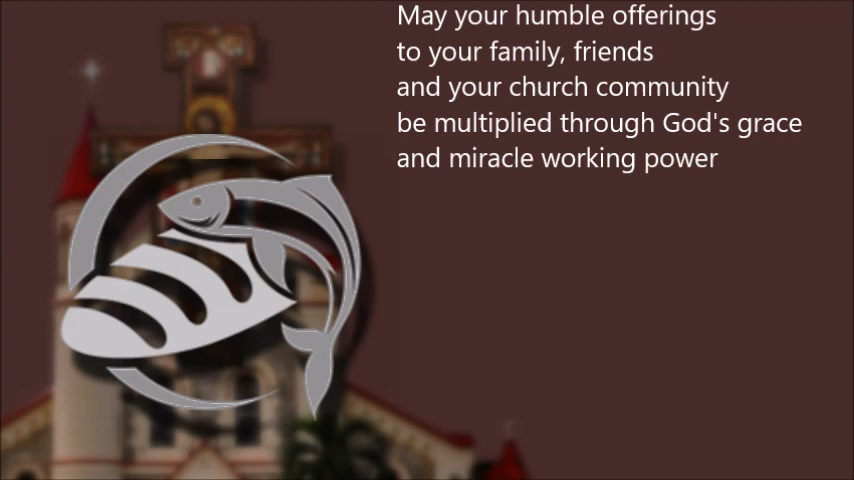 May your humble offerings
to your family, friends
and your church community
be multiplied through God's grace
and miracle working power